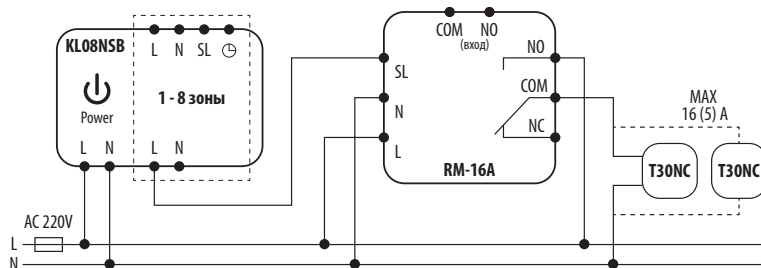 KL08NSB
L N SL
1 - 8 зоны
Power
L N L N
COM NO
(вход)
NO
SL
COM
N
NC
L
RM-16A
MAX
16 (5) A
T30NC T30NC
AC 220V
L
N